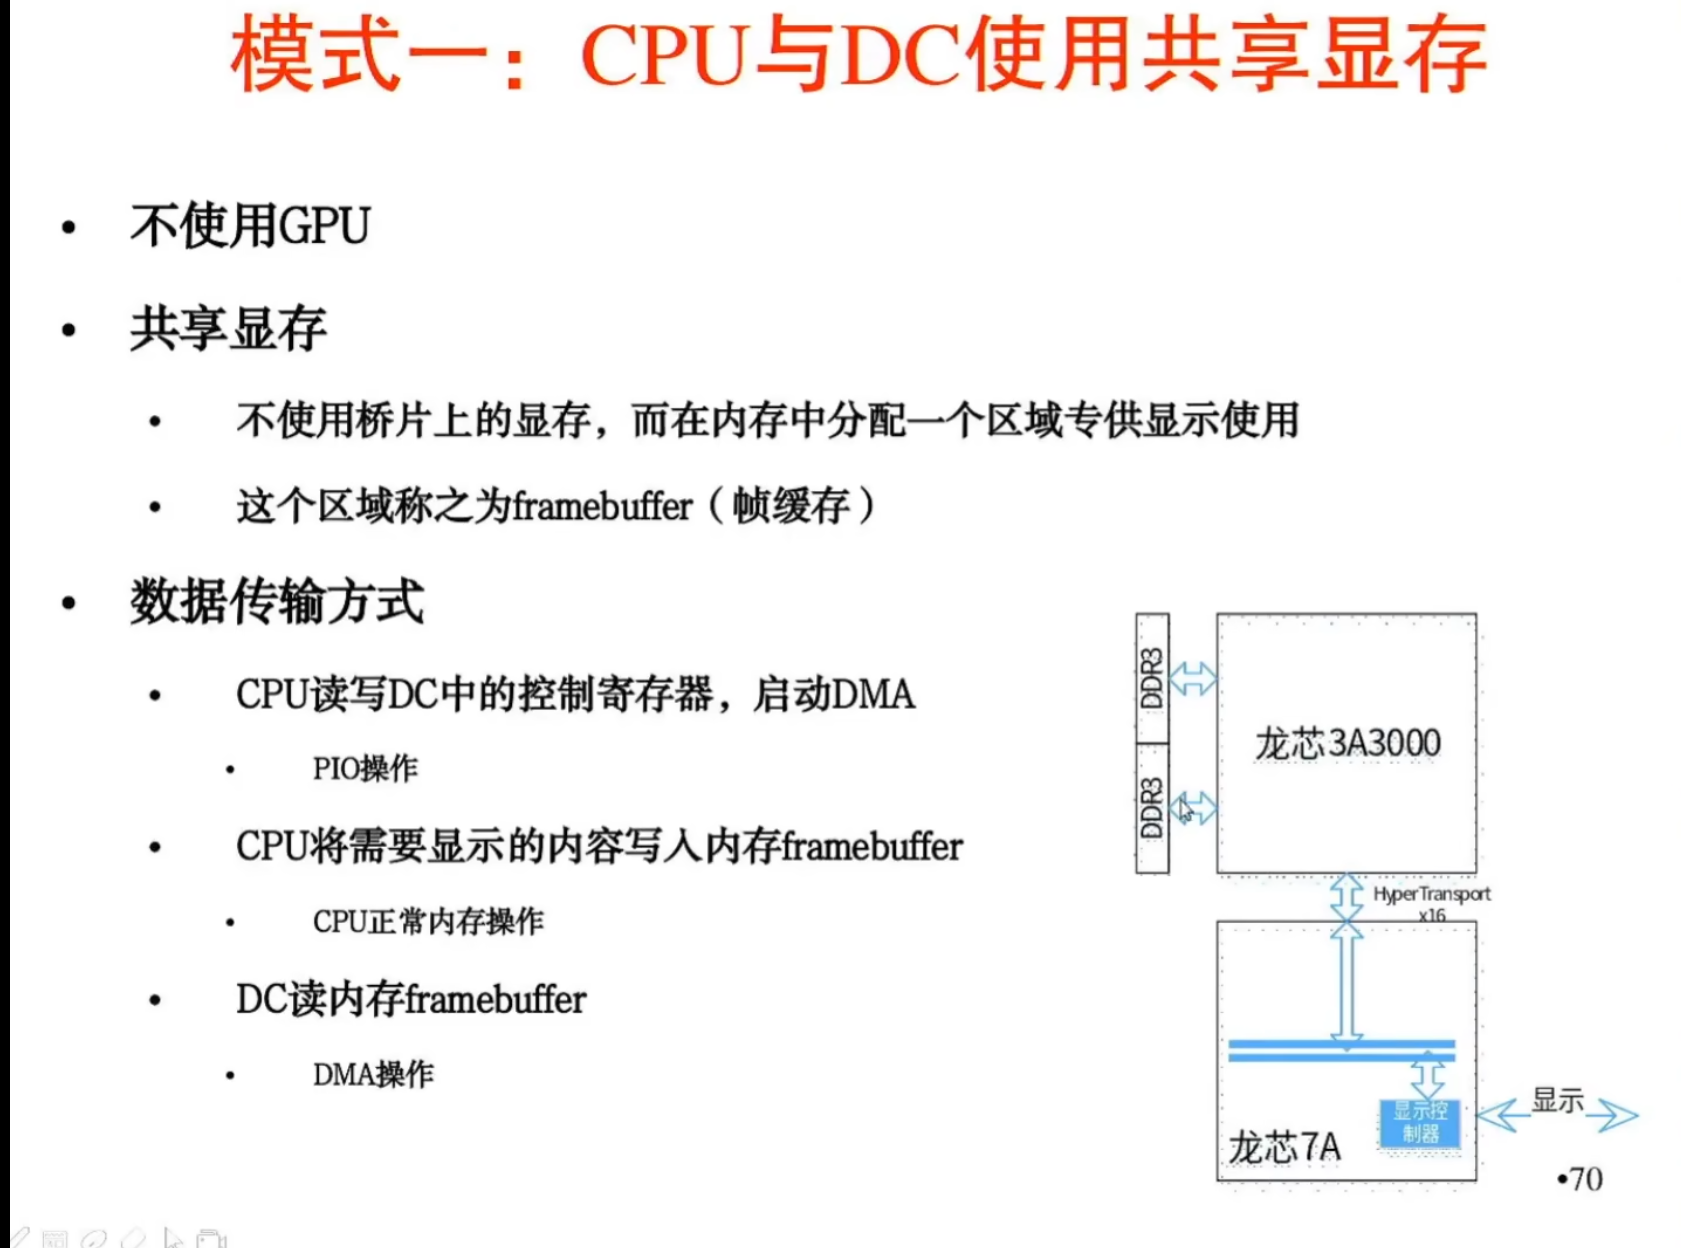 模式一：CPU与DC使用共享显存
• 不使用GPU
• 共享显存
• 不使用桥片上的显存，而在内存中分配一个区域专供显示使用
• 这个区域称之为framebuffer（帧缓存）
• 数据传输方式
• CPU读写DC中的控制寄存器，启动DMA
• PIO操作
• CPU将需要显示的内容写入内存framebuffer
• CPU正常内存操作
• DC读内存framebuffer
• DMA操作
DDR3
DDR3
龙芯3A3000
HyperTransport
x16
显示控
制器
龙芯7A
显示
•70